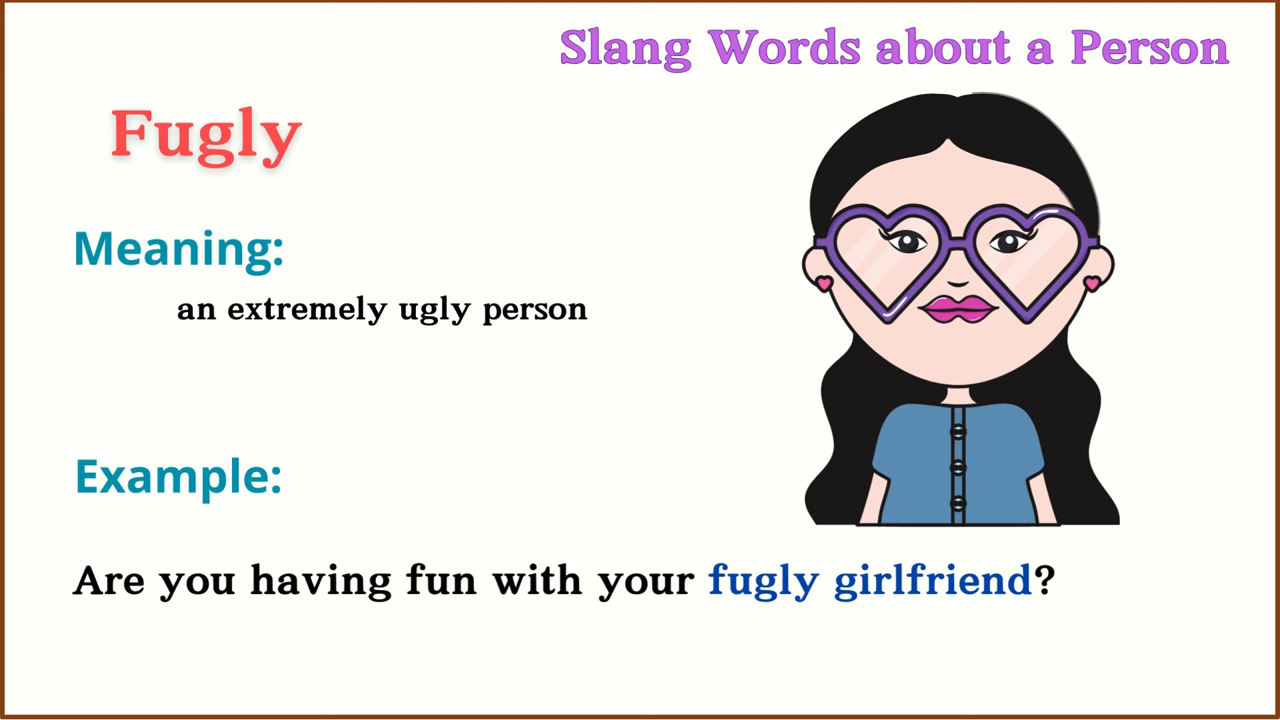 Slang Words about a Person
Fugly
Meaning:
an extremely ugly person
Example:
Are you having fun with your fugly girlfriend?